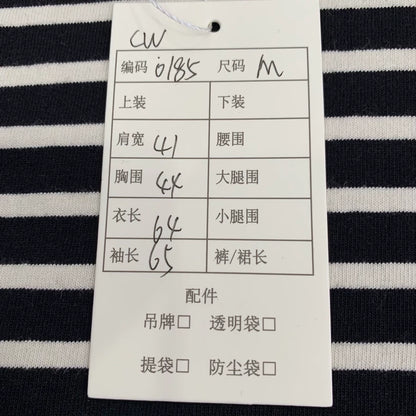 CW
编码 0185 尺码 M
上装 下装
肩宽 41 腰围
胸围 44 大腿围
衣长 64 小腿围
袖长 65 裤/裙长
配件
吊牌□ 透明袋□
提袋□ 防尘袋□